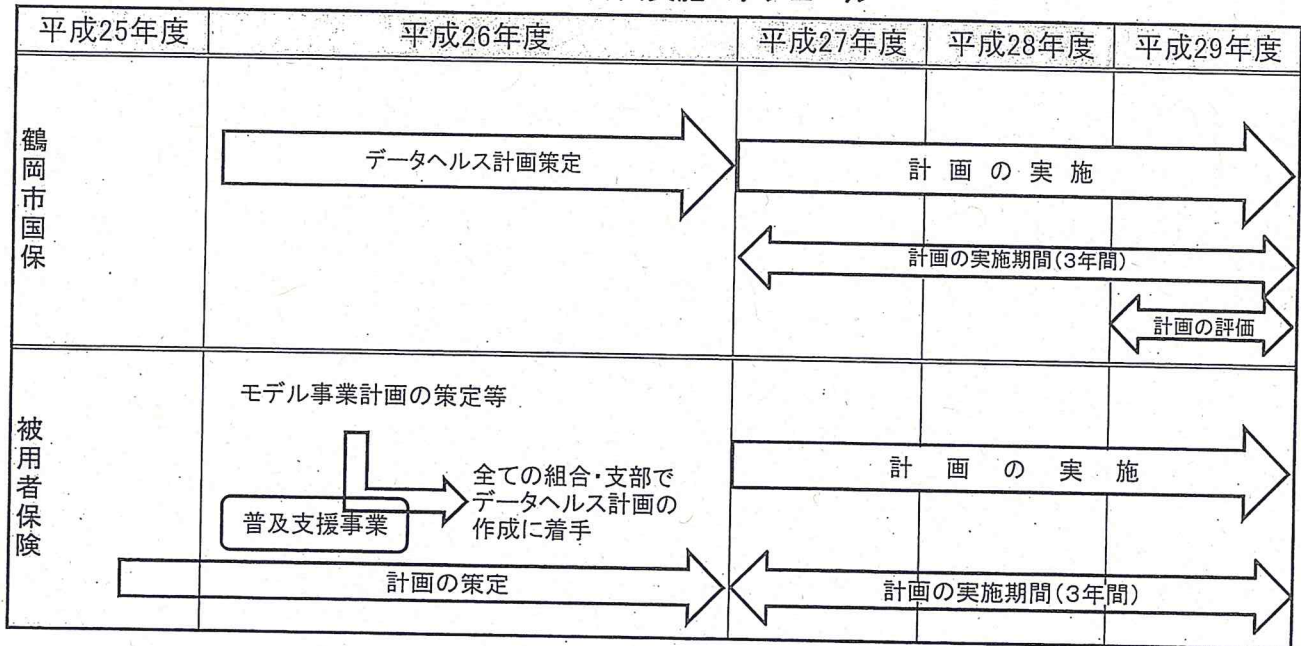 平成25年度 平成26年度 平成27年度 平成28年度 平成29年度
鶴岡市国保
データヘルス計画策定
計画の実施
計画の実施期間(3年間)
計画の評価
被用者保険
モデル事業計画の策定等
普及支援事業
全ての組合・支部で
データヘルス計画の
作成に着手
計画の実施
計画の策定
計画の実施期間(3年間)